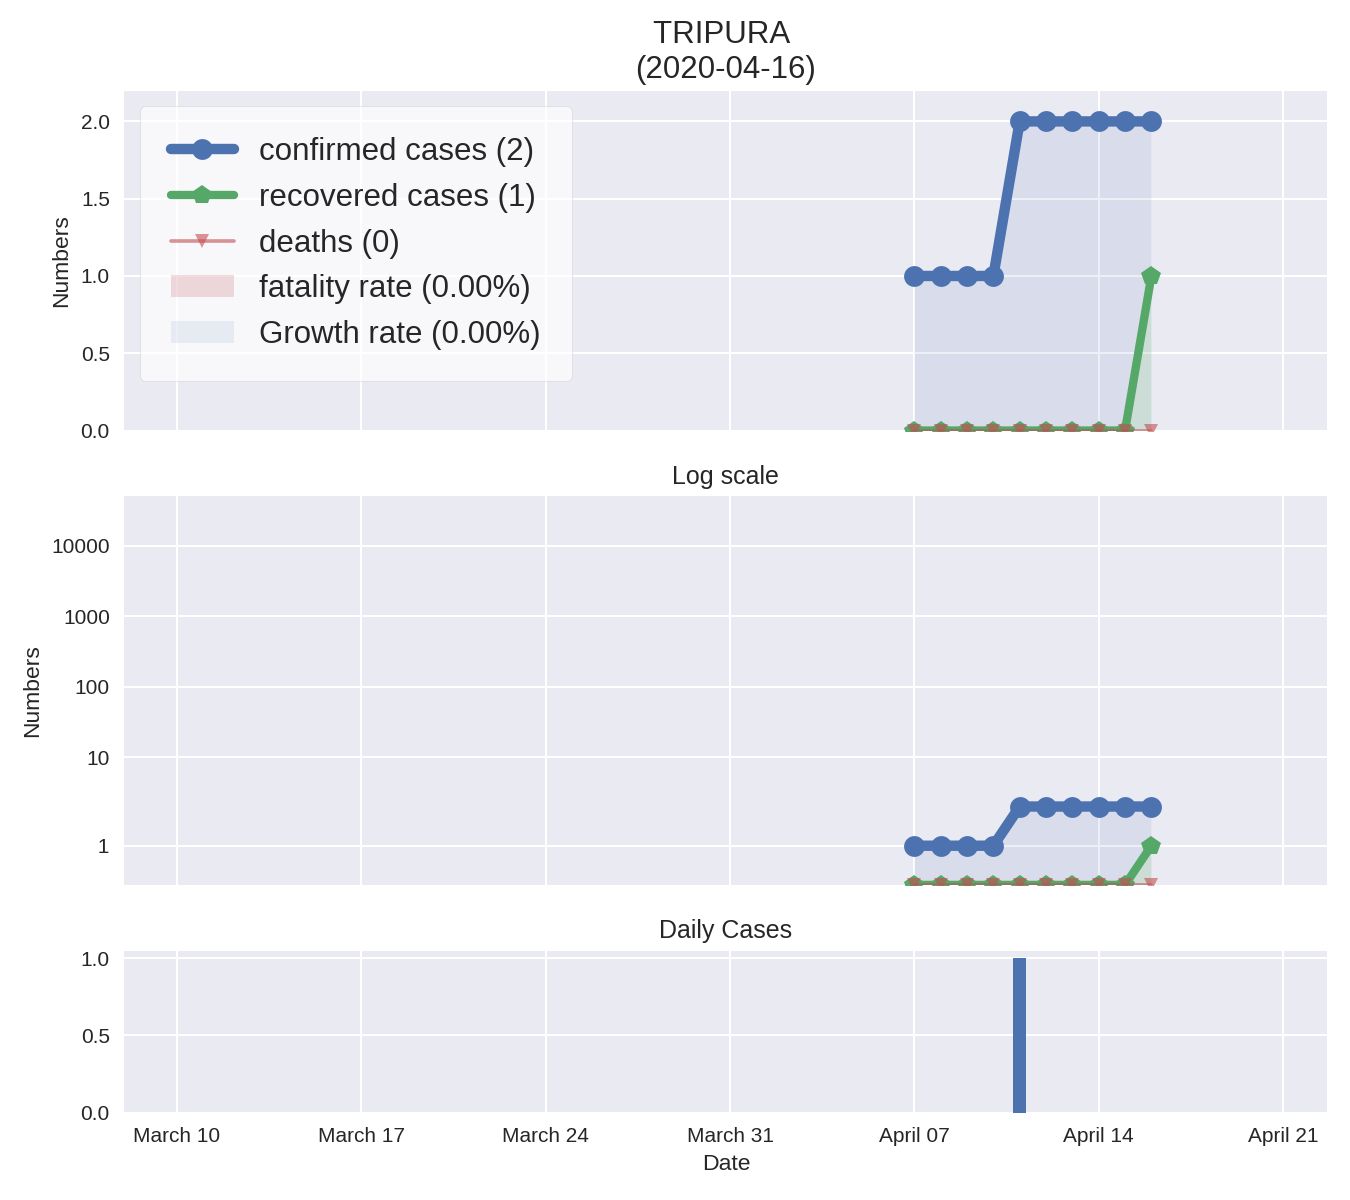 TRIPURA
(2020-04-16)
2.0
1.5
1.0
0.5
0.0
Numbers
confirmed cases (2)
recovered cases (1)
deaths (0)
fatality rate (0.00%)
Growth rate (0.00%)
Log scale
10000
1000
100
10
1
Numbers
Daily Cases
1.0
0.5
0.0
March 10 March 17 March 24 March 31 April 07 April 14 April 21
Date